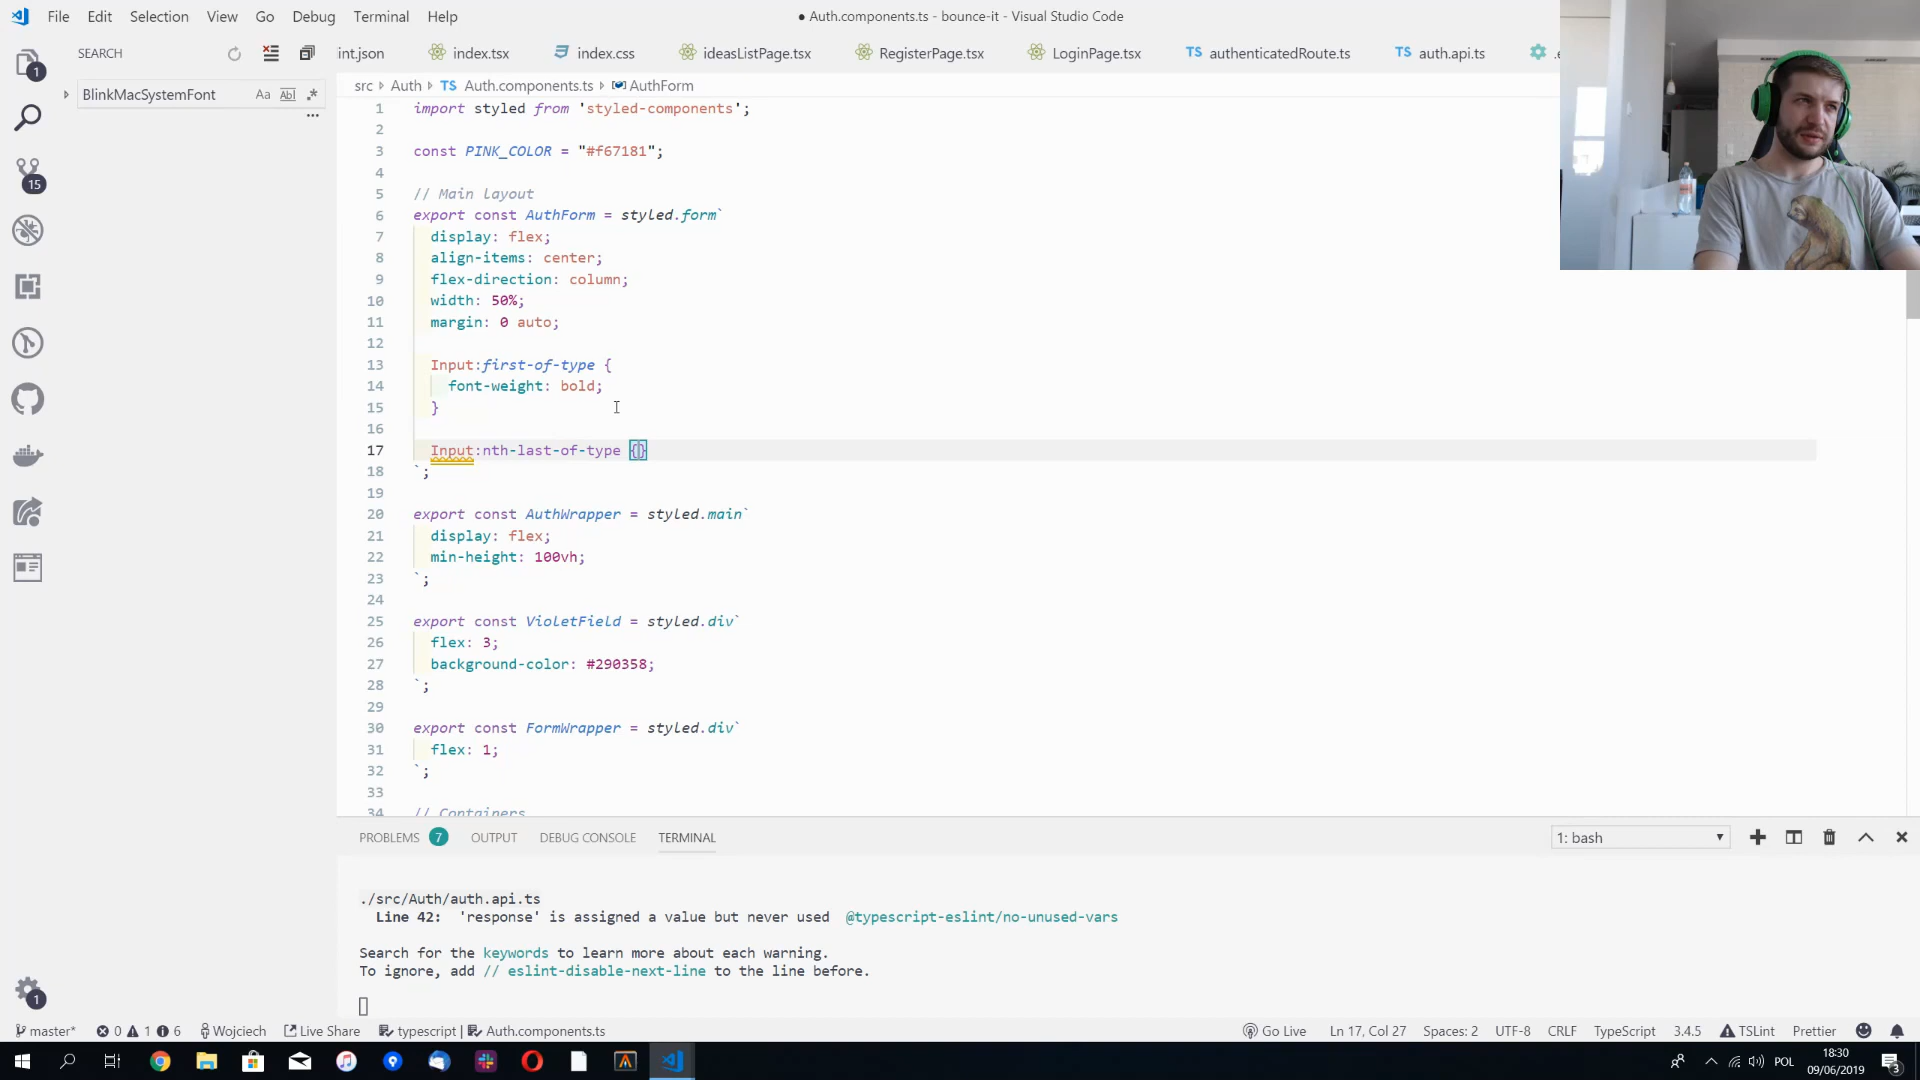 File Edit Selection View Go Debug Terminal Help
● Auth.components.ts - bounce-it - Visual Studio Code
SEARCH
int.json index.tsx index.css ideasListPage.tsx RegisterPage.tsx LoginPage.tsx TS authenticatedRoute.ts TS auth.api.ts
BlinkMacSystemFont Aa Abl .*
...
src > Auth > TS Auth.components.ts > AuthForm
1 import styled from 'styled-components';
2
3 const PINK_COLOR = "#f67181";
4
5 // Main layout
6 export const AuthForm = styled.form`
7 display: flex;
8 align-items: center;
9 flex-direction: column;
10 width: 50%;
11 margin: 0 auto;
12
13 Input:first-of-type {
14 font-weight: bold;
15 }
16
17 Input:nth-last-of-type {}
18 `;
19
20 export const AuthWrapper = styled.main`
21 display: flex;
22 min-height: 100vh;
23 `;
24
25 export const VioletField = styled.div`
26 flex: 3;
27 background-color: #290358;
28 `;
29
30 export const FormWrapper = styled.div`
31 flex: 1;
32 `;
33
34 // Containers
1
15
1
PROBLEMS 7 OUTPUT DEBUG CONSOLE TERMINAL
1: bash
./src/Auth/auth.api.ts
Line 42: 'response' is assigned a value but never used @typescript-eslint/no-unused-vars
Search for the keywords to learn more about each warning.
To ignore, add // eslint-disable-next-line to the line before.
master* 0 1 6 Wojciech Live Share typescript | Auth.components.ts
Go Live Ln 17, Col 27 Spaces: 2 UTF-8 CRLF TypeScript 3.4.5 TSLint Prettier
POL 18:30
09/06/2019
3